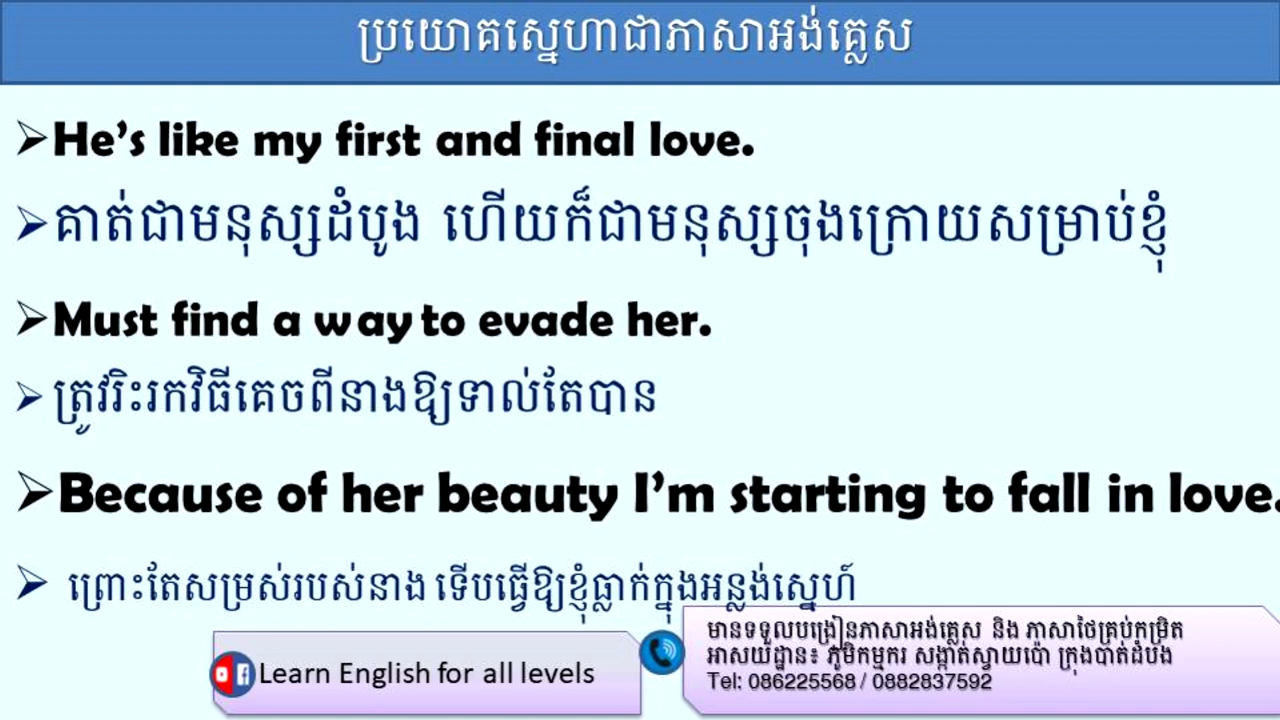 ប្រយោគស្នេហាជាភាសាអង់គ្លេស
He's like my first and final love.
គាត់ជាមនុស្សដំបូង ហើយក៏ជាមនុស្សចុងក្រោយសម្រាប់ខ្ញុំ
Must find a way to evade her.
ត្រូវរិះរកវិធីគេចពីនាងឱ្យទាល់តែបាន
Because of her beauty I'm starting to fall in love.
ព្រោះតែសម្រស់របស់នាង ទើបធ្វើឱ្យខ្ញុំធ្លាក់ក្នុងអន្លង់ស្នេហ៍
Learn English for all levels
មានទទួលបង្រៀនភាសាអង់គ្លេស និង ភាសាថៃគ្រប់កម្រិត
អាសយដ្ឋាន៖ ភូមិកម្មករ សង្កាត់ស្វាយប៉ោ ក្រុងបាត់ដំបង
Tel: 086225568 / 0882837592